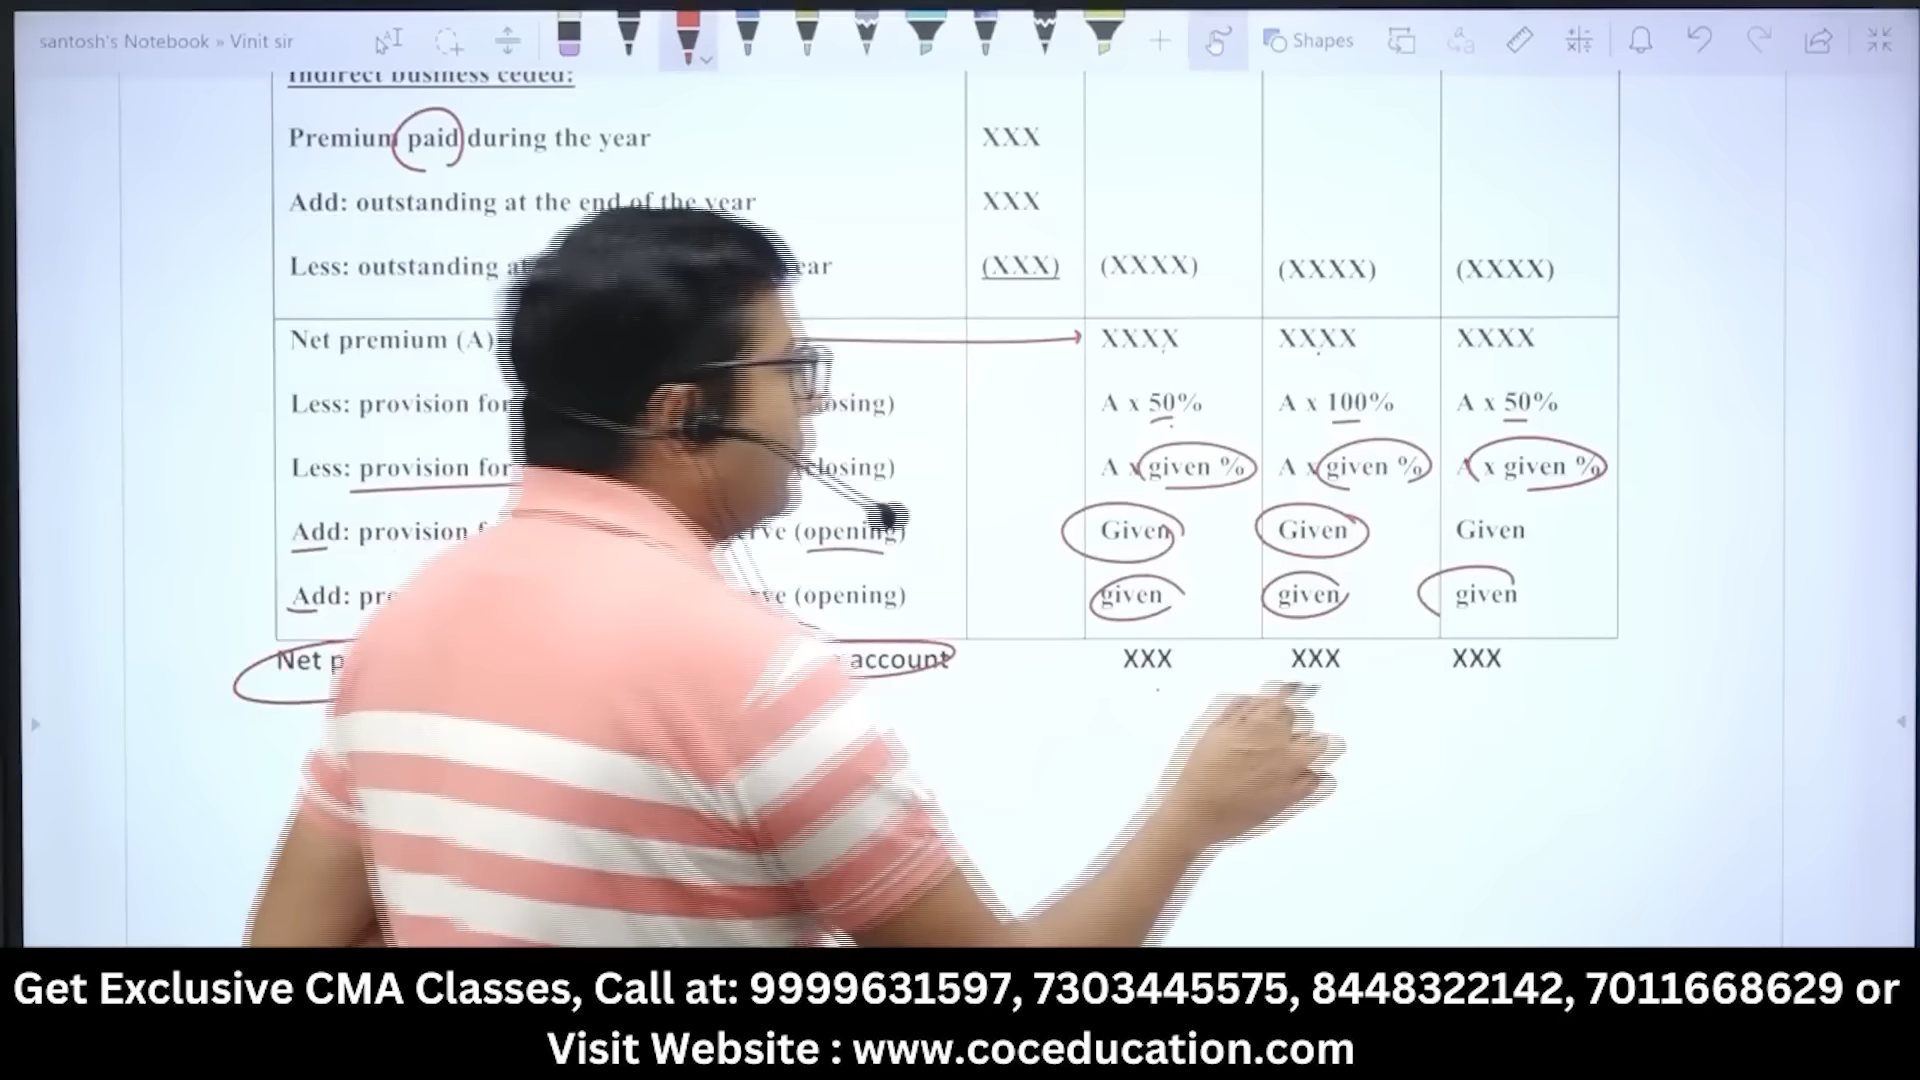 santosh's Notebook » Vinit sir
Shapes
Indirect business ceded:
Premium paid during the year XXX
Add: outstanding at the end of the year XXX
Less: outstanding (XXX) (XXXX) (XXXX) (XXXX)
Net premium (A) XXXX XXXX XXXX
Less: provision for A x 50% A x 100% A x 50%
Less: provision for closing) A x given % A x given % A x given %
Add: provision (opening) Given Given Given
Add: (opening) given given given
Net account XXX XXX XXX
Get Exclusive CMA Classes, Call at: 9999631597, 7303445575, 8448322142, 7011668629 or
Visit Website : www.coceducation.com